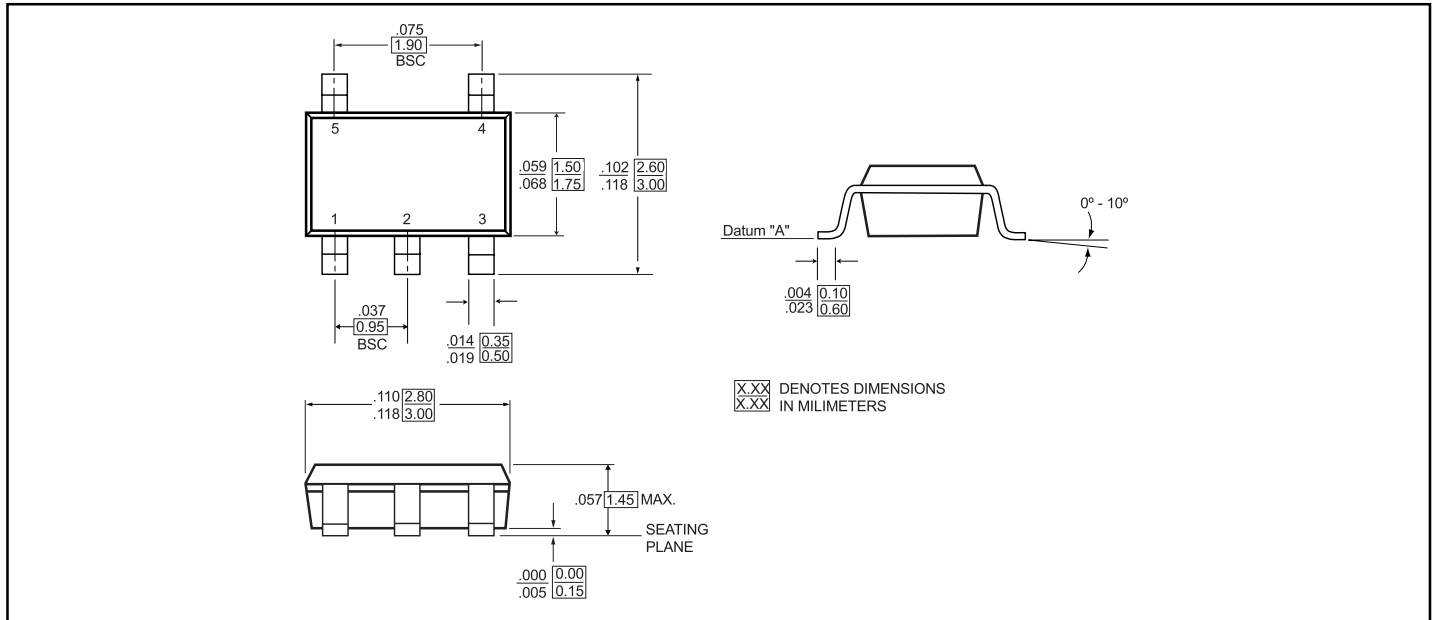 .075
1.90
BSC
5 4
.059 1.50
.068 1.75
.102 2.60
.118 3.00
1 2 3
.037
0.95
BSC
.014 0.35
.019 0.50
Datum "A"
0º - 10º
.004 0.10
.023 0.60
X.XX DENOTES DIMENSIONS
X.XX IN MILIMETERS
.110 2.80
.118 3.00
.057 1.45 MAX.
SEATING
PLANE
.000 0.00
.005 0.15